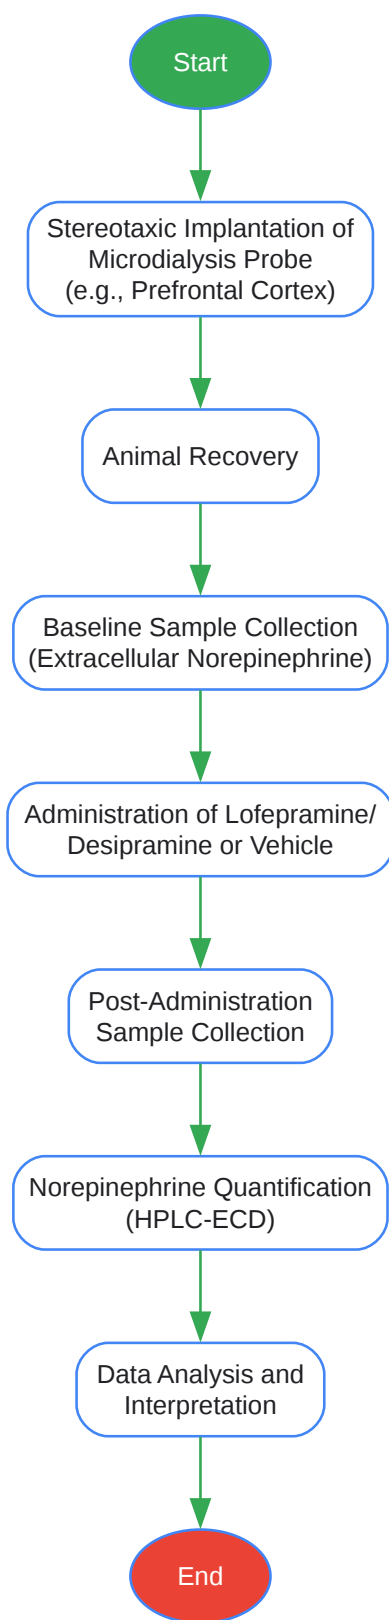 Start
Stereotaxic Implantation of
Microdialysis Probe
(e.g., Prefrontal Cortex)
Animal Recovery
Baseline Sample Collection
(Extracellular Norepinephrine)
Administration of Lofepramine/
Desipramine or Vehicle
Post-Administration
Sample Collection
Norepinephrine Quantification
(HPLC-ECD)
Data Analysis and
Interpretation
End